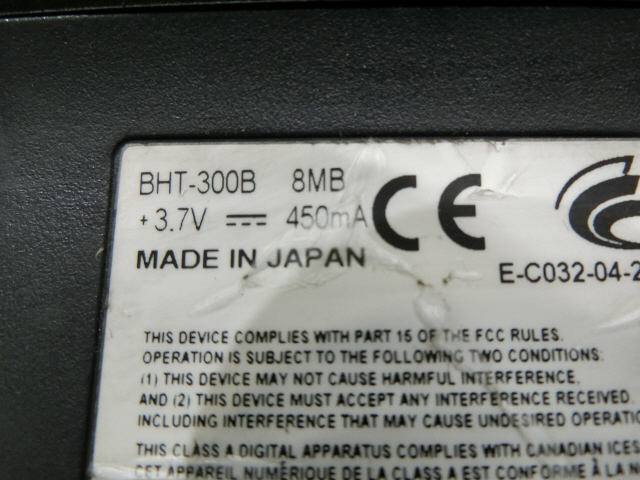 BHT-300B 8MB
+3.7V 450mA
CE
MADE IN JAPAN
E-C032-04-2
THIS DEVICE COMPLIES WITH PART 15 OF THE FCC RULES.
OPERATION IS SUBJECT TO THE FOLLOWING TWO CONDITIONS:
(1) THIS DEVICE MAY NOT CAUSE HARMFUL INTERFERENCE,
AND (2) THIS DEVICE MUST ACCEPT ANY INTERFERENCE RECEIVED,
INCLUDING INTERFERENCE THAT MAY CAUSE UNDESIRED OPERATIO
THIS CLASS A DIGITAL APPARATUS COMPLIES WITH CANADIAN ICES
CET APPAREIL NUMÉRIQUE DE LA CLASS A EST CONFORME À LA N